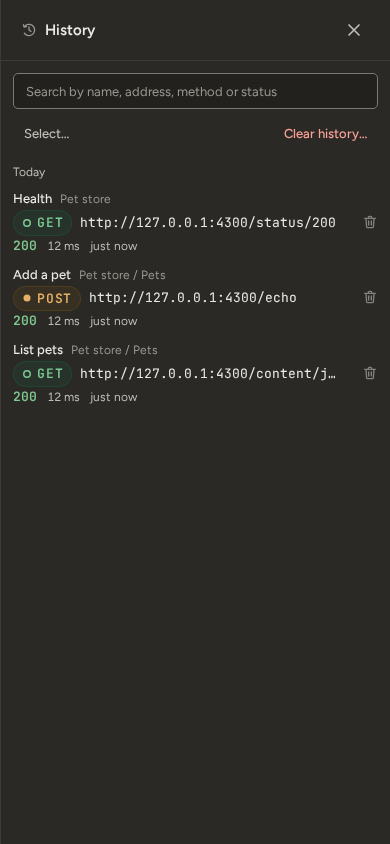 History
Search by name, address, method or status
Select...
Clear history...
Today
Health Pet store
GET http://127.0.0.1:4300/status/200
200 12 ms just now
Add a pet Pet store / Pets
POST http://127.0.0.1:4300/echo
200 12 ms just now
List pets Pet store / Pets
GET http://127.0.0.1:4300/content/j…
200 12 ms just now